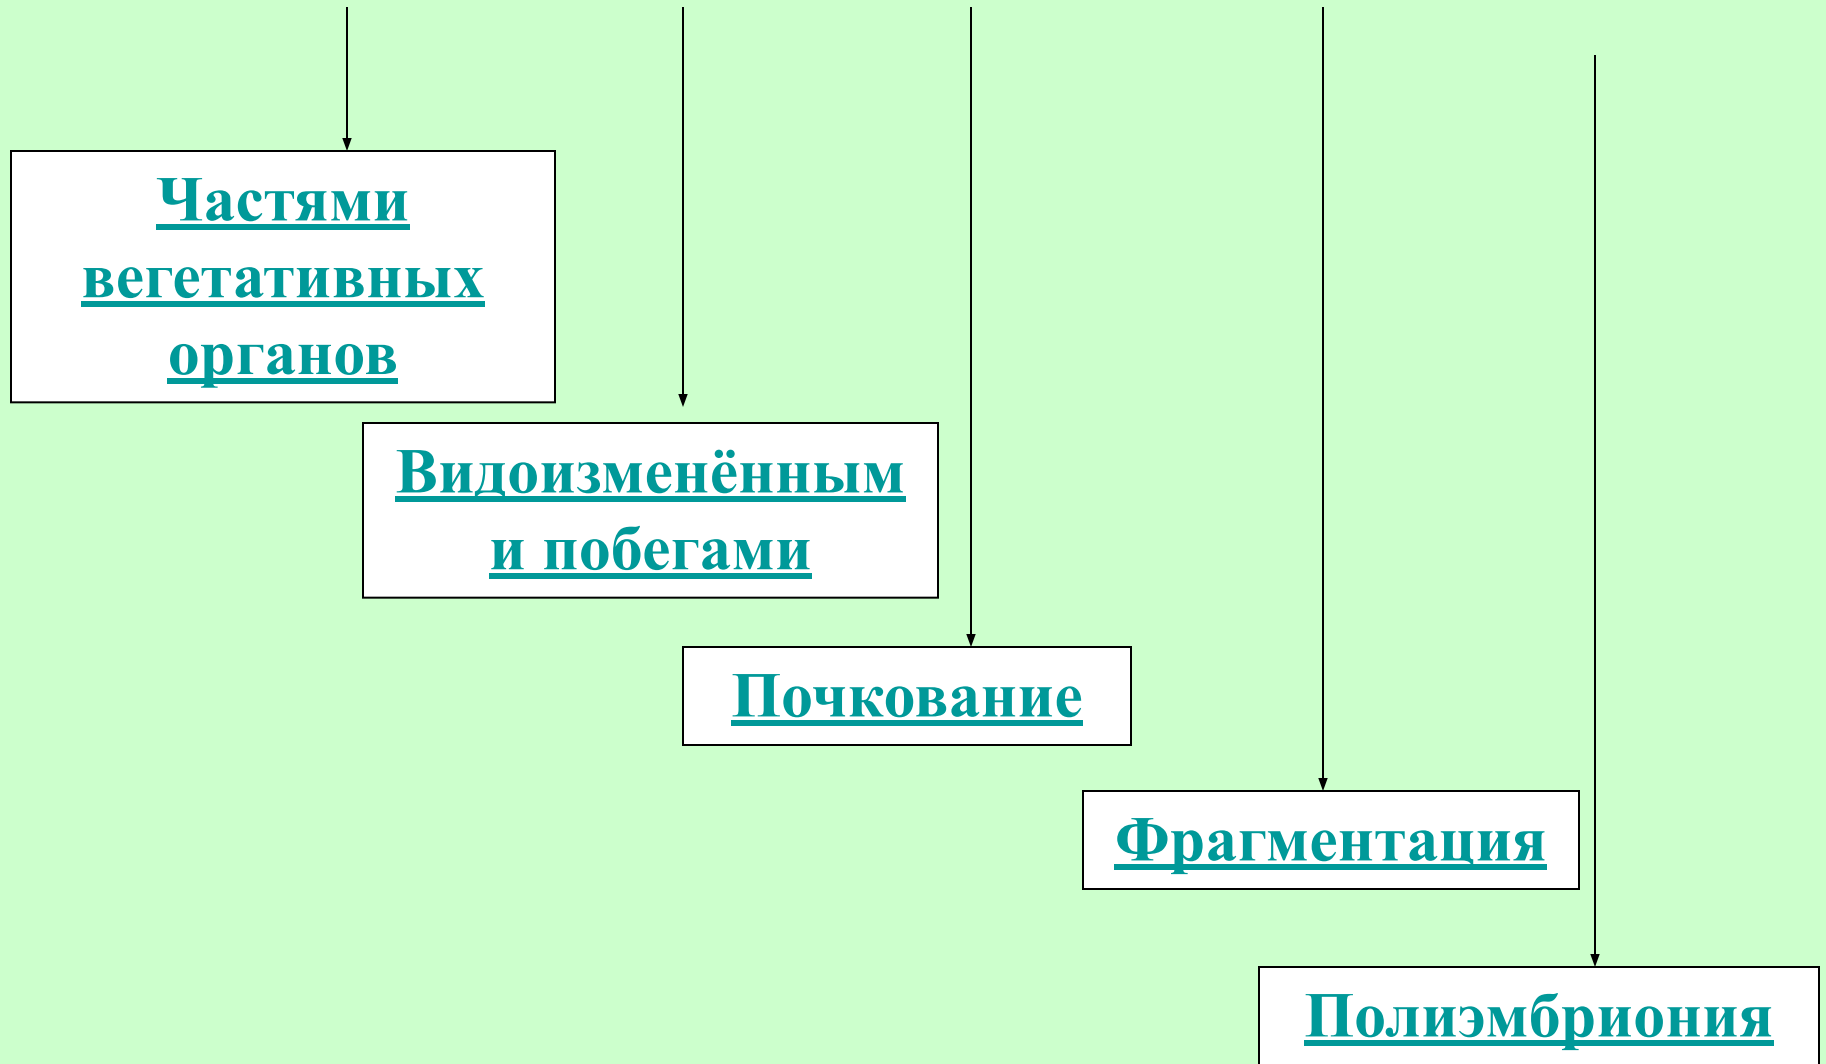 Частями
вегетативных
органов
Видоизменённым
и побегами
Почкование
Фрагментация
Полиэмбриония